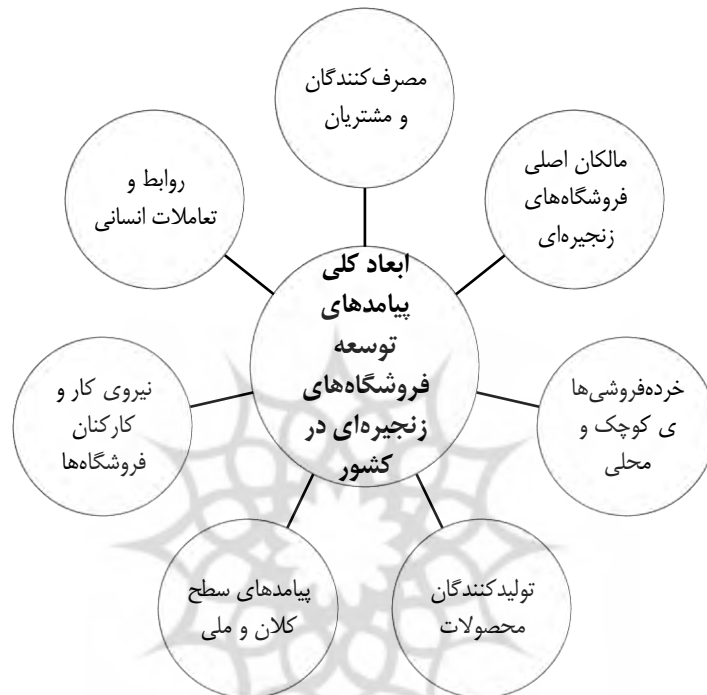 مصرف‌کنندگان
و مشتریان
مالکان اصلی
فروشگاه‌های
زنجیره‌ای
روابط و
تعاملات انسانی
ابعاد کلی
پیامدهای
توسعه
فروشگاه‌های
زنجیره‌ای در
کشور
خرده‌فروشی‌ها
ی کوچک و
محلی
نیروی کار و
کارکنان
فروشگاه‌ها
تولیدکنندگان
محصولات
پیامدهای سطح
کلان و ملی